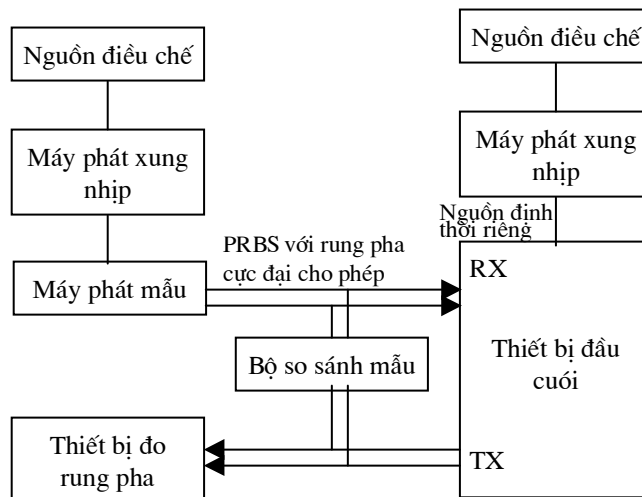 Nguồn điều chế
Nguồn điều chế
Máy phát xung
nhịp
Máy phát xung
nhịp
Nguồn định
thời riêng
PRBS với rung pha
cực đại cho phép
Máy phát mẫu
RX
Bộ so sánh mẫu
Thiết bị đầu
cuói
Thiết bị đo
rung pha
TX